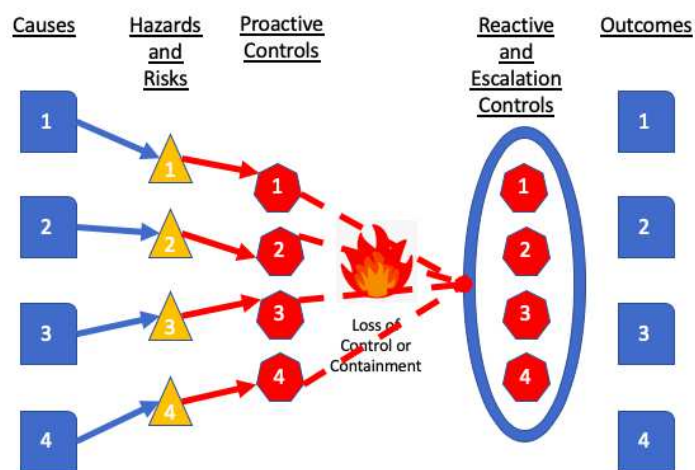 Causes
Hazards
and
Risks
Proactive
Controls
Reactive
and
Escalation
Controls
Outcomes
1
2
3
4
1
2
3
4
1
2
3
4
Loss of
Control or
Containment
1
2
3
4
1
2
3
4